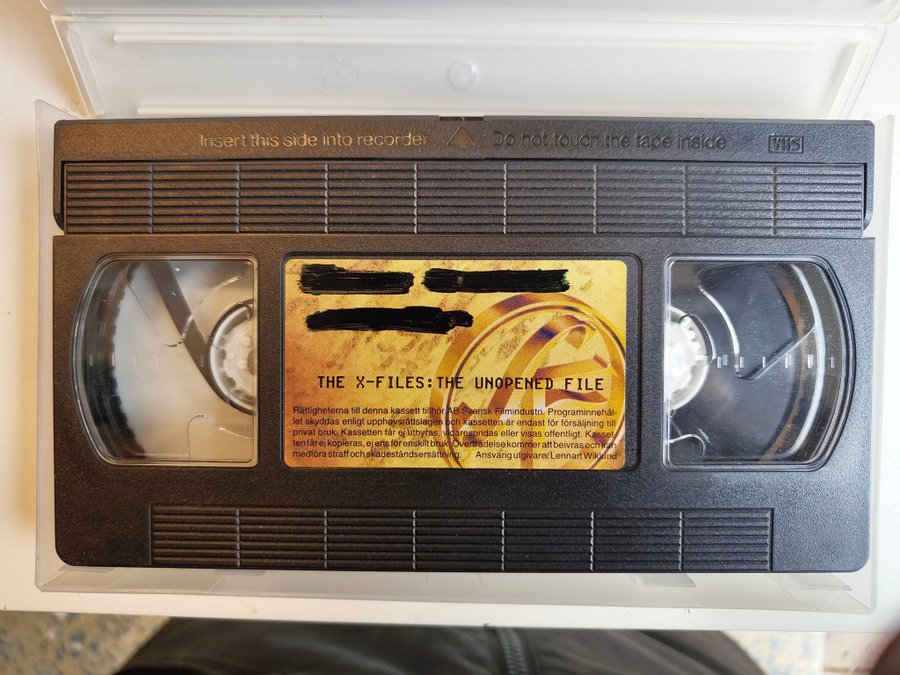 Insert this side into recorder Do not touch the tape inside VHS
THE X-FILES:THE UNOPENED FILE
Rättigheterna till denna kassett tillhör AB Svensk Filmindustri. Programinnehål-
let skyddas enligt upphovsrättslagen och kassetten är endast för försäljning till
privat bruk. Kassetten får ej uthyras, vidarespridas eller visas offentligt. Kasset-
ten får ej kopieras, ej ens för enskilt bruk. Överträdelse kommer att beivras och kan
medföra straff och skadeståndsersättning. Ansvarig utgivare: Lennart Wiklund